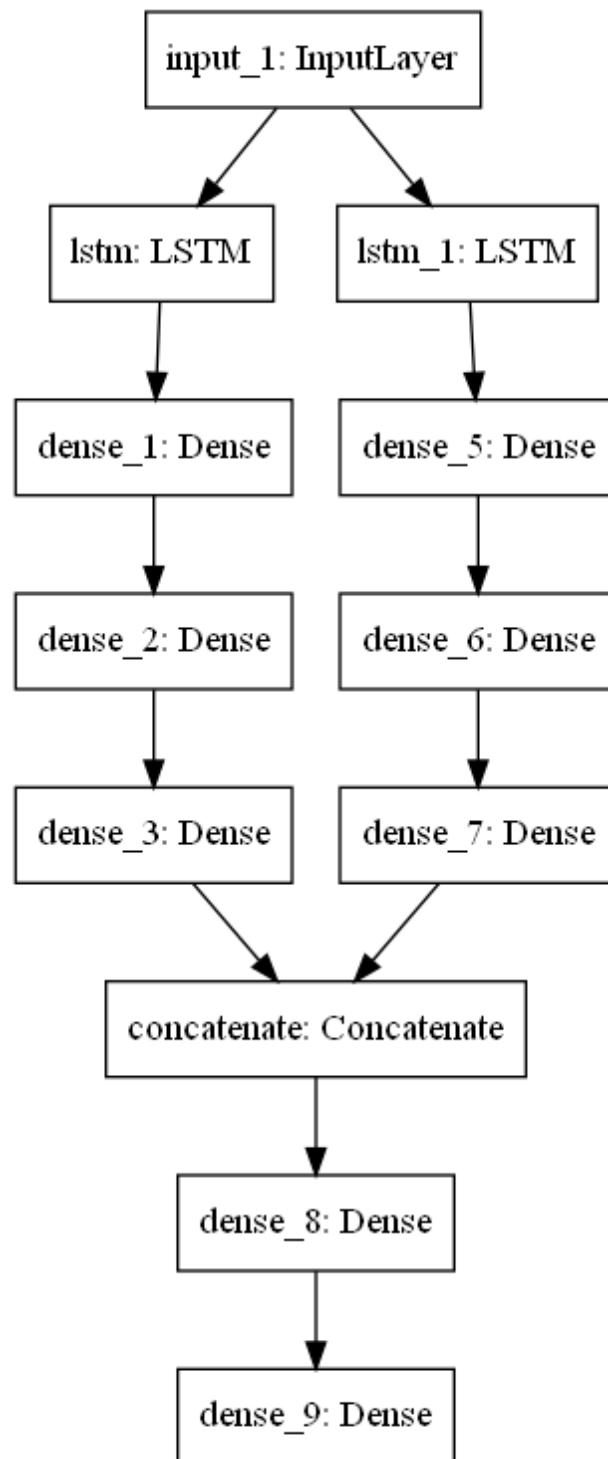 input_1: InputLayer
lstm: LSTM
lstm_1: LSTM
dense_1: Dense
dense_5: Dense
dense_2: Dense
dense_6: Dense
dense_3: Dense
dense_7: Dense
concatenate: Concatenate
dense_8: Dense
dense_9: Dense